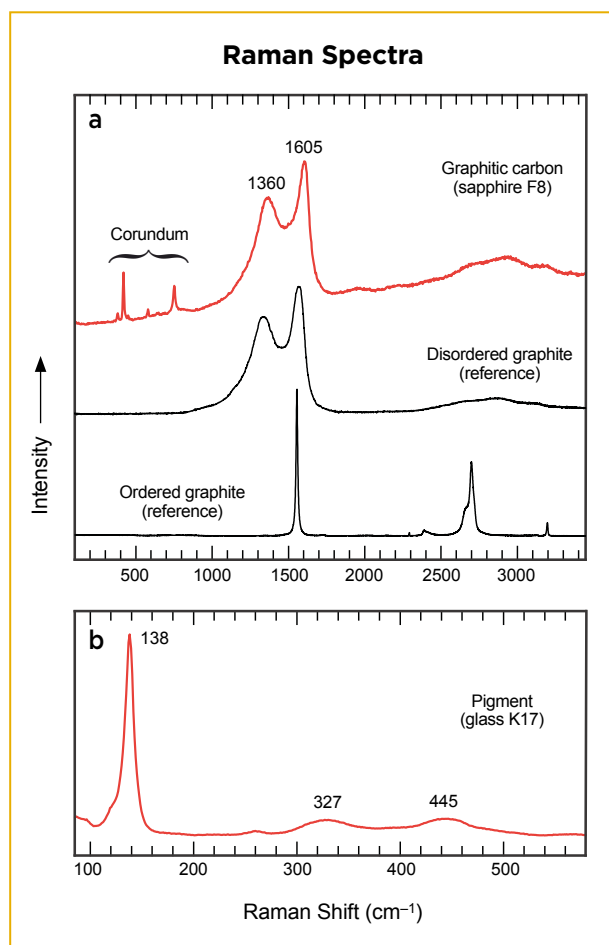 Raman Spectra
a
1605
1360
Graphitic carbon
(sapphire F8)
Corundum
Disordered graphite
(reference)
Ordered graphite
(reference)
Intensity
500 1000 1500 2000 2500 3000
b
138
Pigment
(glass K17)
327 445
100 200 300 400 500
Raman Shift (cm–1)